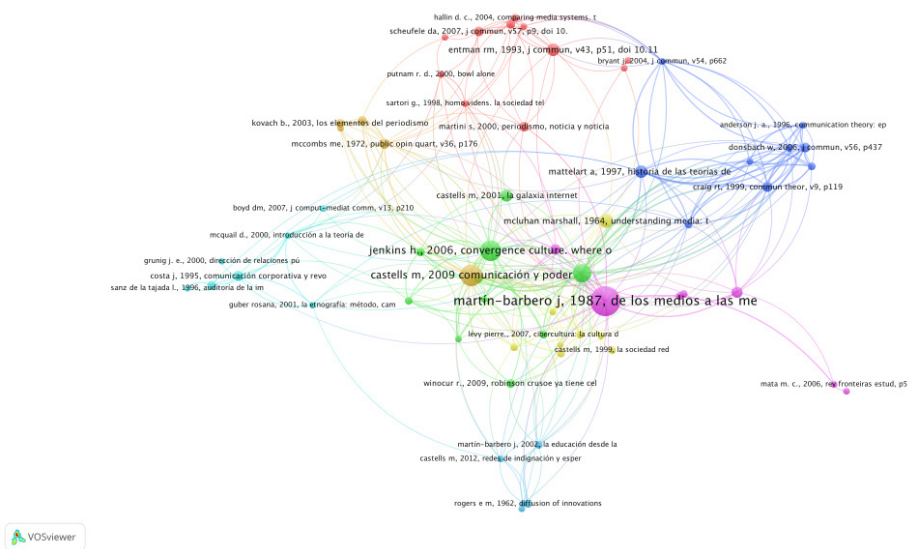 hallin d. c., 2004, comparing media systems. t
scheufele da, 2007, j commun, v57, p9, doi 10.
entman rm, 1993, j commun, v43, p51, doi 10.11
bryant j, 2004, j commun, v54, p662
putnam r. d., 2000, bowl alone
sartori g., 1998, homo videns. la sociedad tel
kovach b., 2003, los elementos del periodismo
martini s, 2000, periodismo, noticia y noticia
anderson j. a., 1996, communication theory: ep
mccombs me, 1972, public opin quart, v36, p176
donsbach w, 2006, j commun, v56, p437
mattelart a, 1997, historia de las teorías de
craig rt, 1999, commun theor, v9, p119
castells m, 2001, la galaxia internet
boyd dm, 2007, j comput-mediat comm, v13, p210
mcluhan marshall, 1964, understanding media: t
mcquail d., 2000, introducción a la teoría de
jenkins h., 2006, convergence culture. where o
grunig j. e., 2000, dirección de relaciones pú
costa j, 1995, comunicación corporativa y revo
castells m, 2009 comunicación y poder
sanz de la tajada l., 1996, auditoría de la im
guber rosana, 2001, la etnografía: método, cam
martín-barbero j, 1987, de los medios a las me
lévy pierre., 2007, cibercultura: la cultura d
castells m, 1999, la sociedad red
winocur r., 2009, robinson crusoe ya tiene cel
mata m. c., 2006, rev fronteiras estud, p5
martín-barbero j, 2002, la educación desde la
castells m, 2012, redes de indignación y esper
rogers e m, 1962, diffusion of innovations
VOSviewer